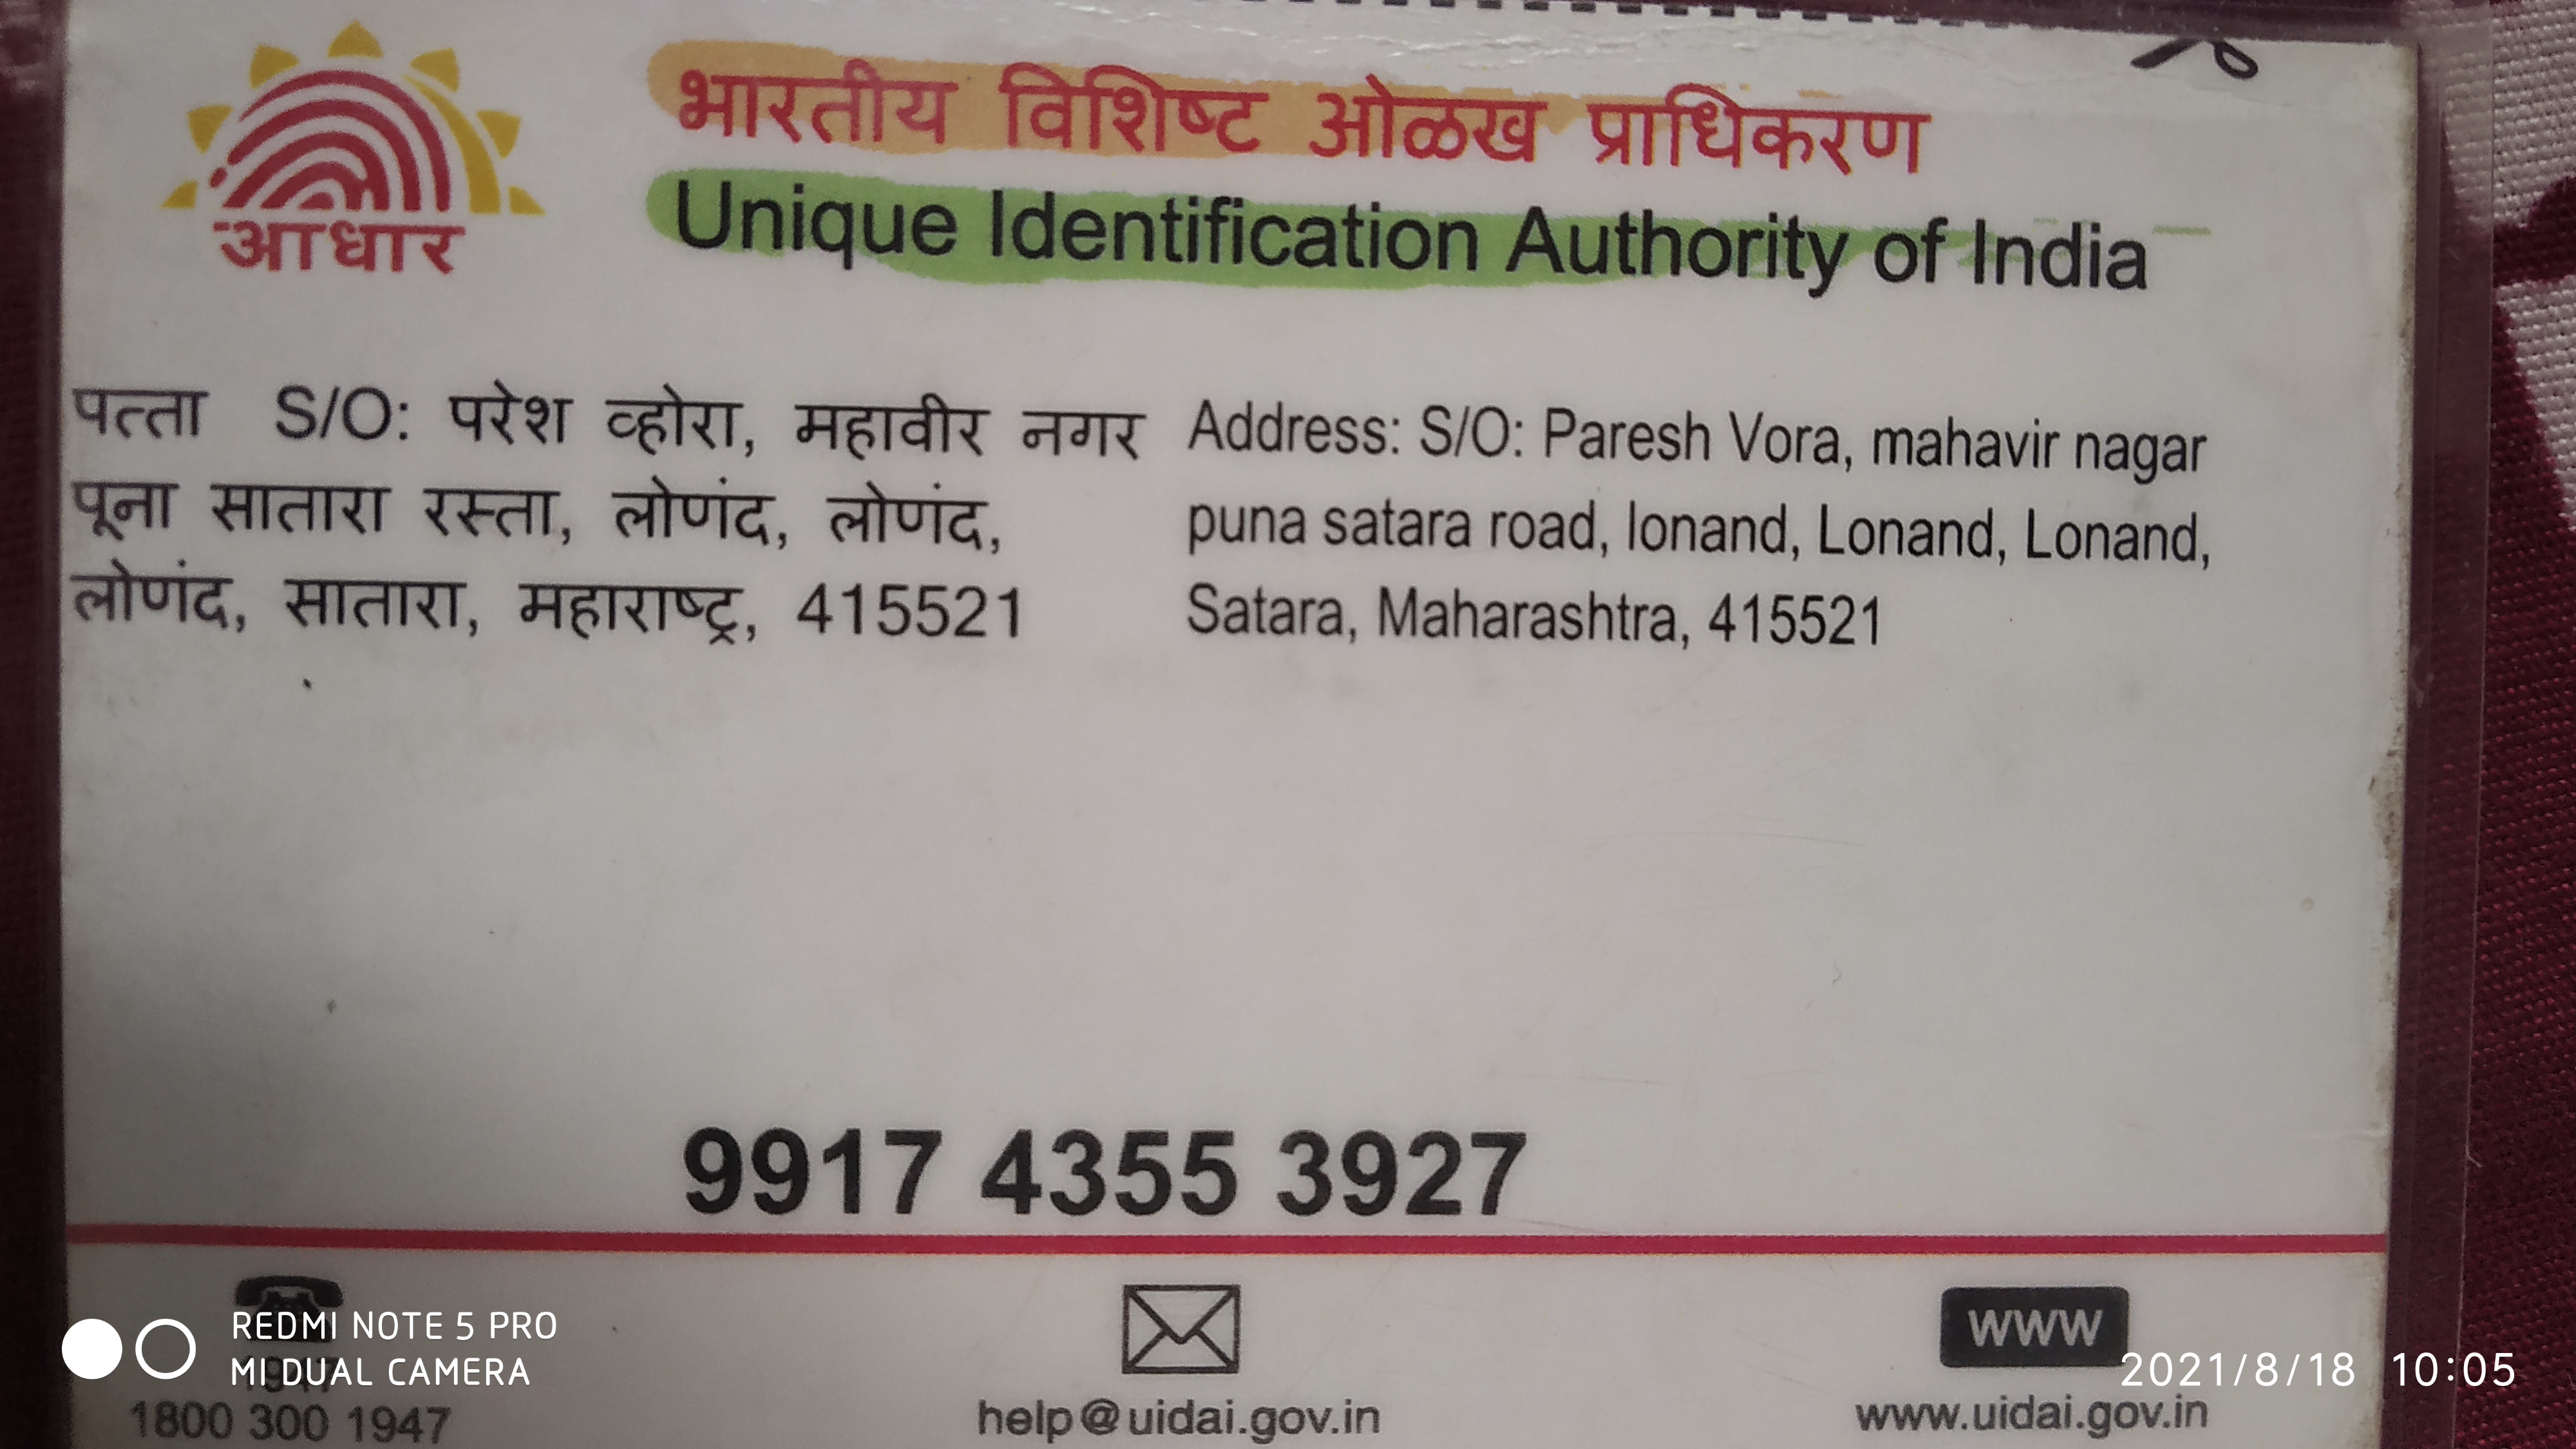 आधार
भारतीय विशिष्ट ओळख प्राधिकरण
Unique Identification Authority of India
पत्ता S/O: परेश व्होरा, महावीर नगर
पूना सातारा रस्ता, लोणंद, लोणंद,
लोणंद, सातारा, महाराष्ट्र, 415521
Address: S/O: Paresh Vora, mahavir nagar
puna satara road, lonand, Lonand, Lonand,
Satara, Maharashtra, 415521
9917 4355 3927
1947
1800 300 1947
help@uidai.gov.in
WWW
www.uidai.gov.in
REDMI NOTE 5 PRO
MI DUAL CAMERA
2021/8/18 10:05